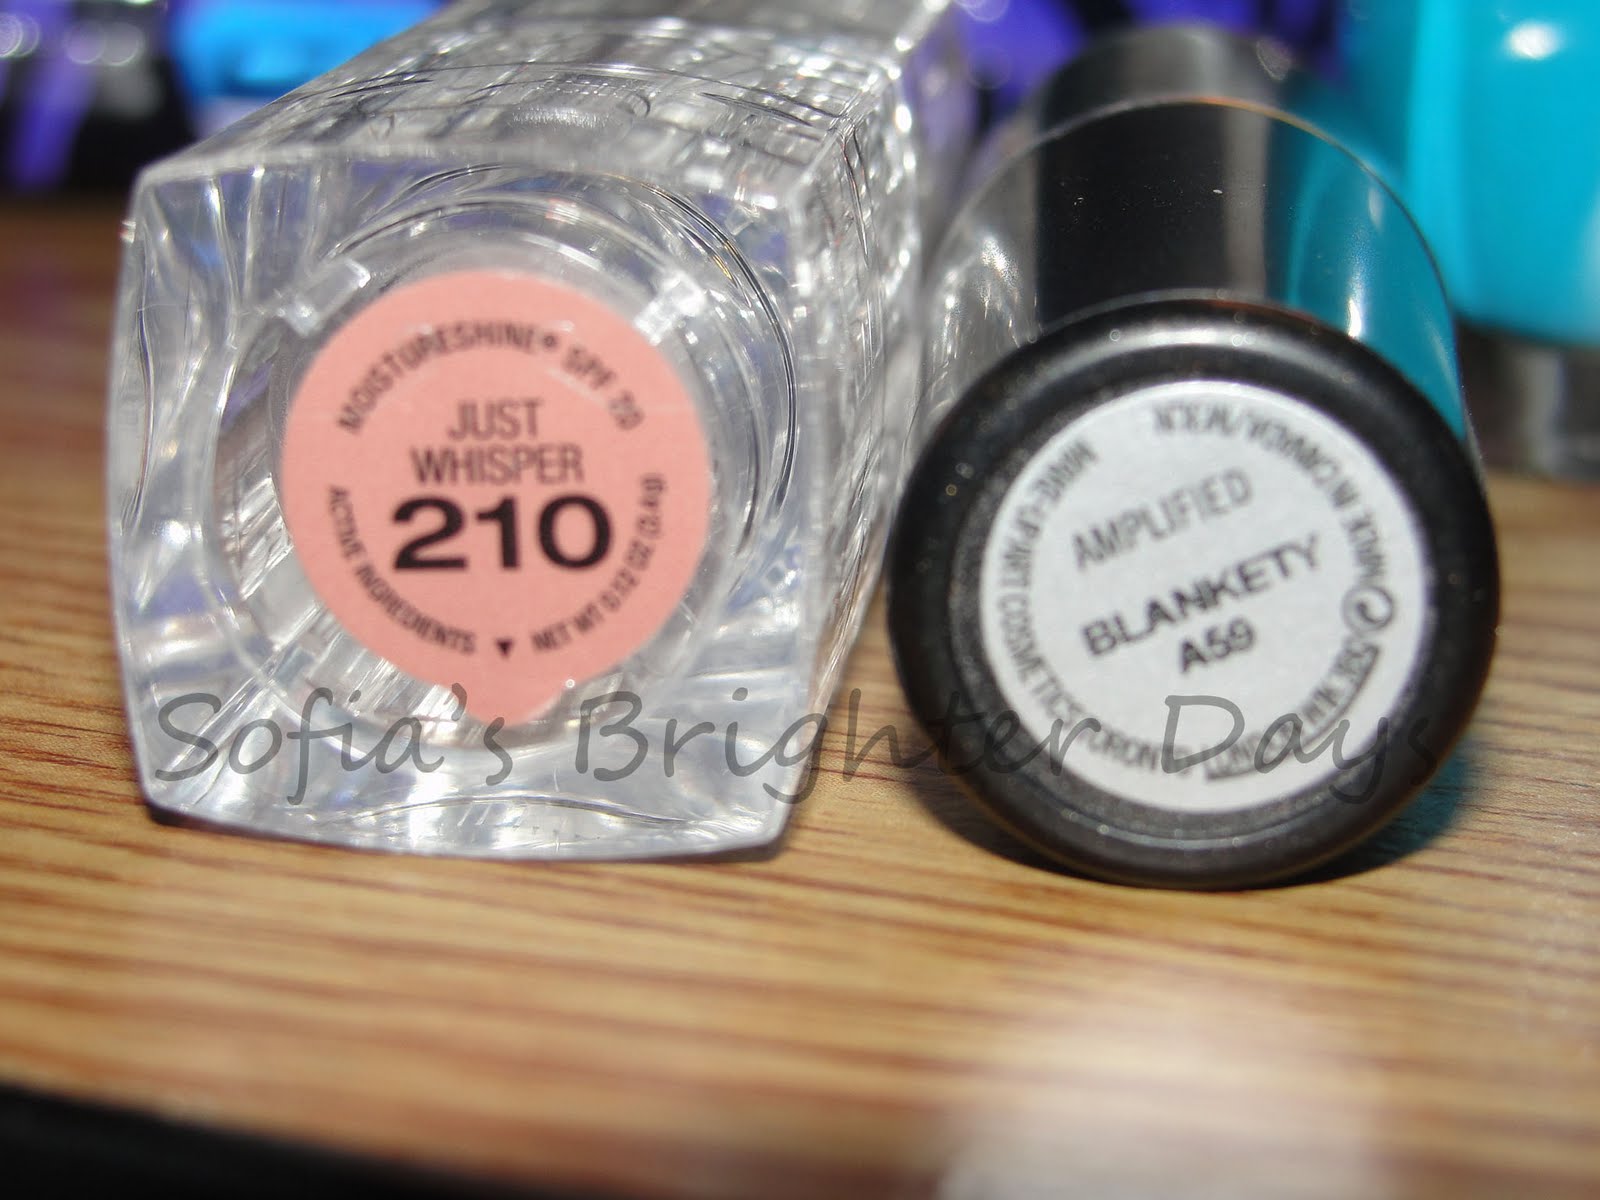 MOISTURESHINE® SPF 20
JUST
WHISPER
210
ACTIVE INGREDIENTS ▼ NET WT 0.12 OZ (3.4g)
AMPLIFIED
BLANKETY
A59
MAKE-UP ART COSMETICS TORONTO
MADE IN CANADA
Sofia's Brighter Days